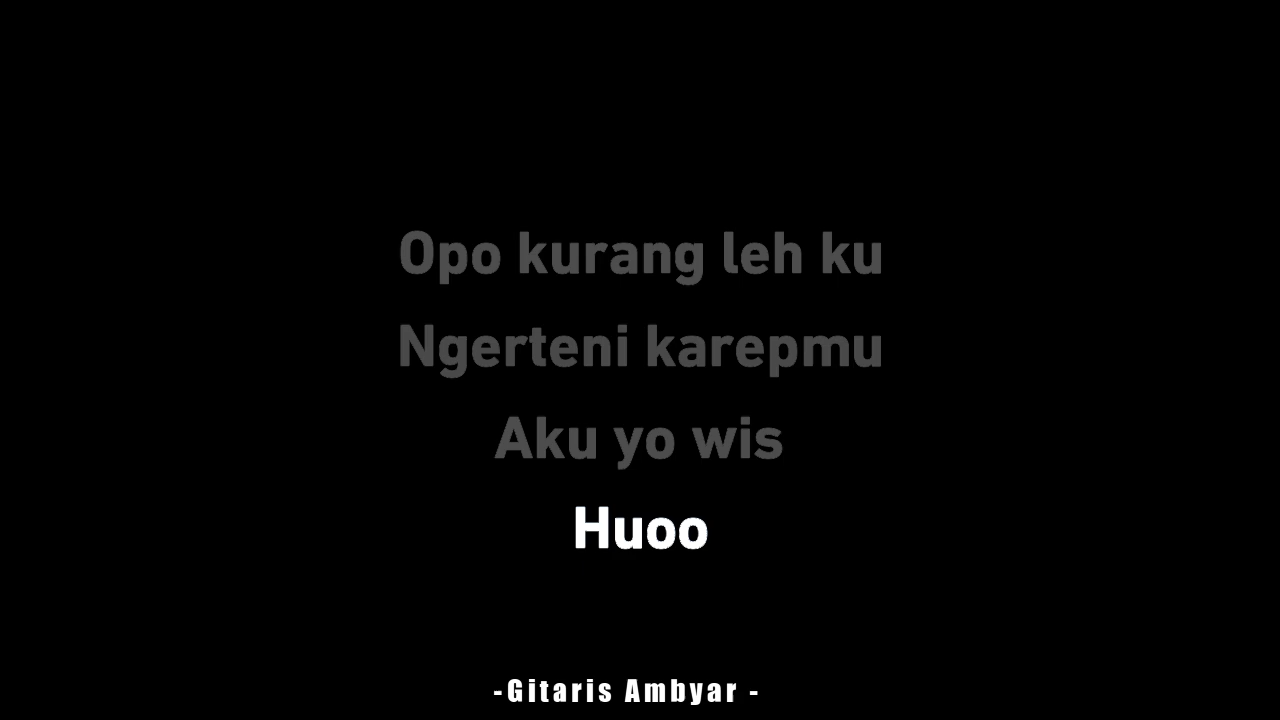 Opo kurang leh ku
Ngerteni karepmu
Aku yo wis
Huoo
-Gitaris Ambyar -